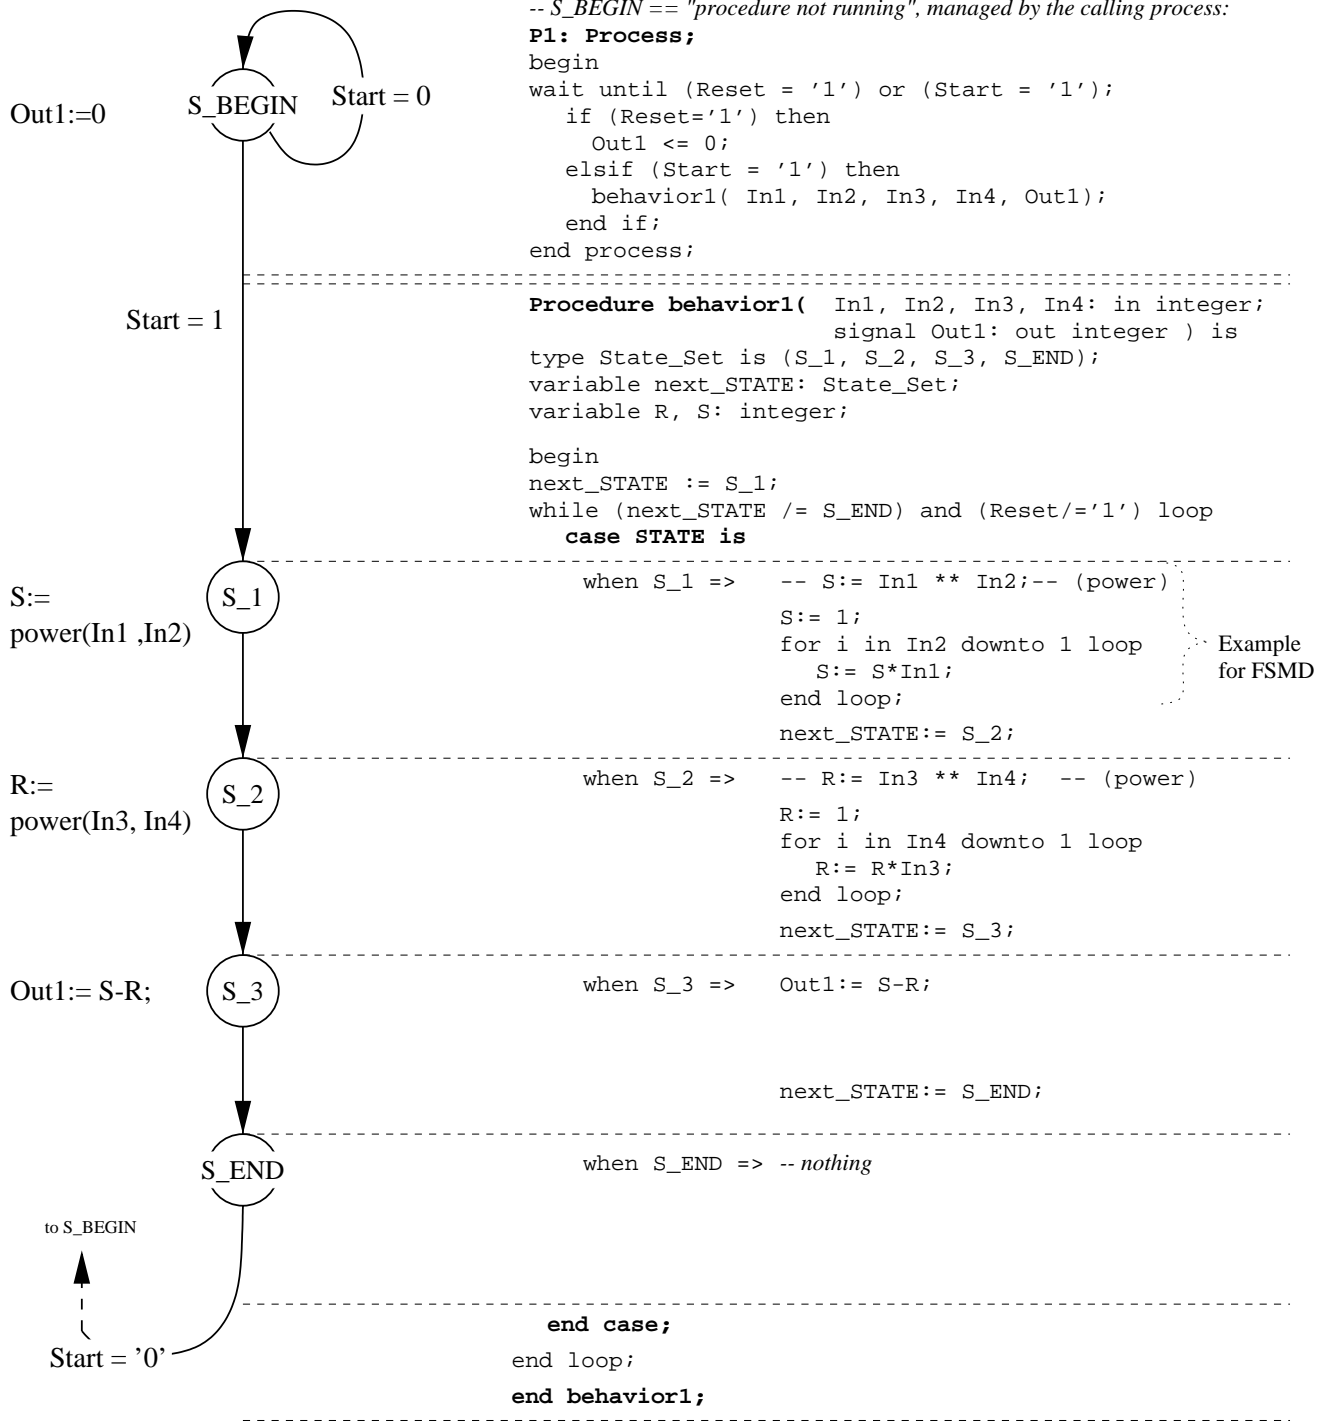 -- S_BEGIN == "procedure not running", managed by the calling process:
P1: Process;
begin
wait until (Reset = '1') or (Start = '1');
if (Reset='1') then
Out1 <= 0;
elsif (Start = '1') then
behavior1( In1, In2, In3, In4, Out1);
end if;
end process;
Out1:=0
S_BEGIN
Start = 0
Start = 1
Procedure behavior1( In1, In2, In3, In4: in integer;
signal Out1: out integer ) is
type State_Set is (S_1, S_2, S_3, S_END);
variable next_STATE: State_Set;
variable R, S: integer;
begin
next_STATE := S_1;
while (next_STATE /= S_END) and (Reset/='1') loop
case STATE is
S:=
power(In1 ,In2)
S_1
when S_1 => -- S:= In1 ** In2;-- (power)
S:= 1;
for i in In2 downto 1 loop
S:= S*In1;
end loop;
next_STATE:= S_2;
Example
for FSMD
R:=
power(In3, In4)
S_2
when S_2 => -- R:= In3 ** In4; -- (power)
R:= 1;
for i in In4 downto 1 loop
R:= R*In3;
end loop;
next_STATE:= S_3;
Out1:= S-R;
S_3
when S_3 => Out1:= S-R;
next_STATE:= S_END;
S_END
when S_END => -- nothing
to S_BEGIN
Start = ’0’
end case;
end loop;
end behavior1;